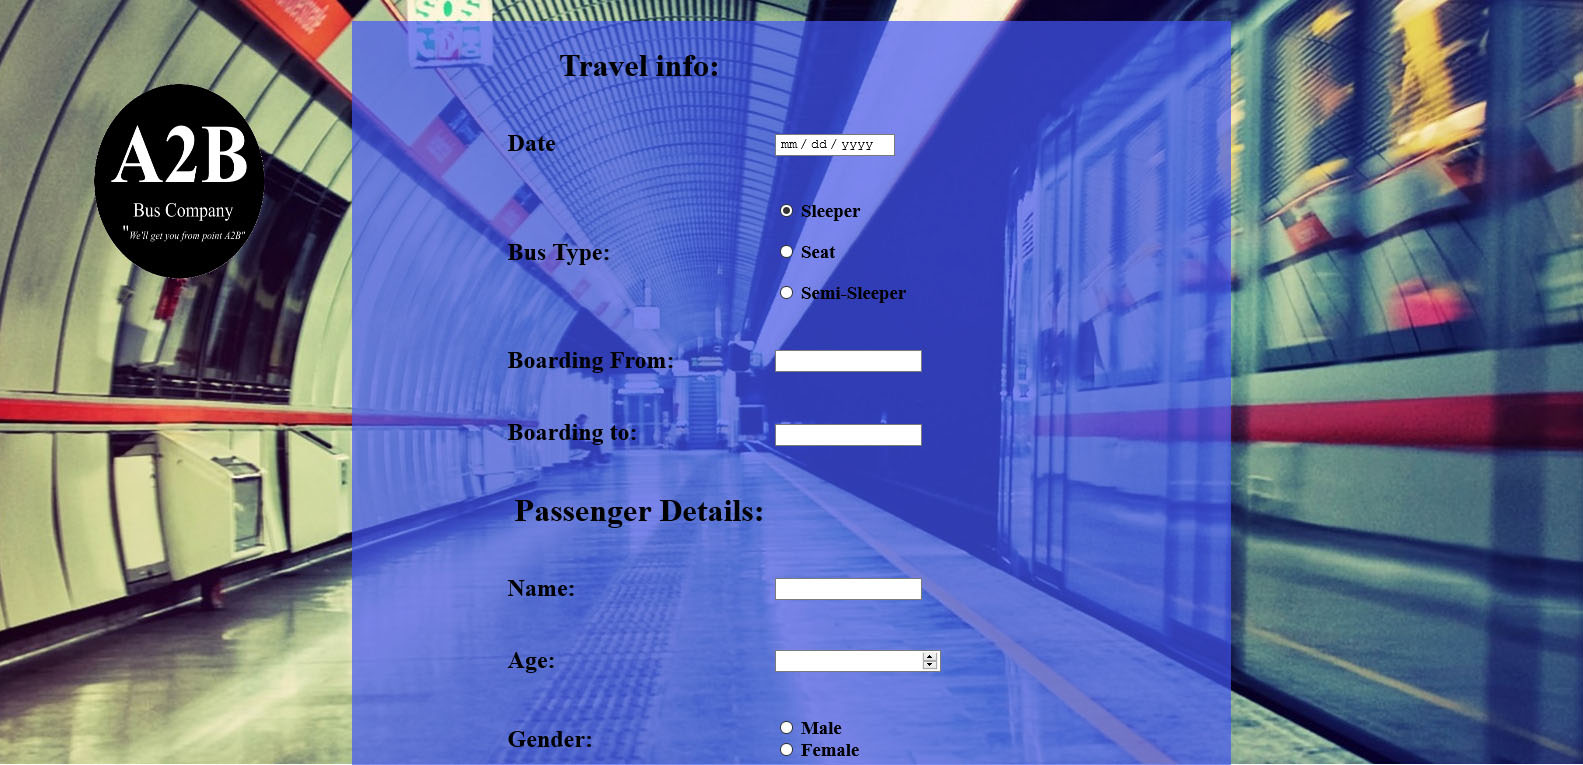 Travel info:
A2B
Bus Company
"We'll get you from point A2B"
Date
mm / dd / yyyy
Bus Type:
Sleeper
Seat
Semi-Sleeper
Boarding From:
Boarding to:
Passenger Details:
Name:
Age:
Gender:
Male
Female